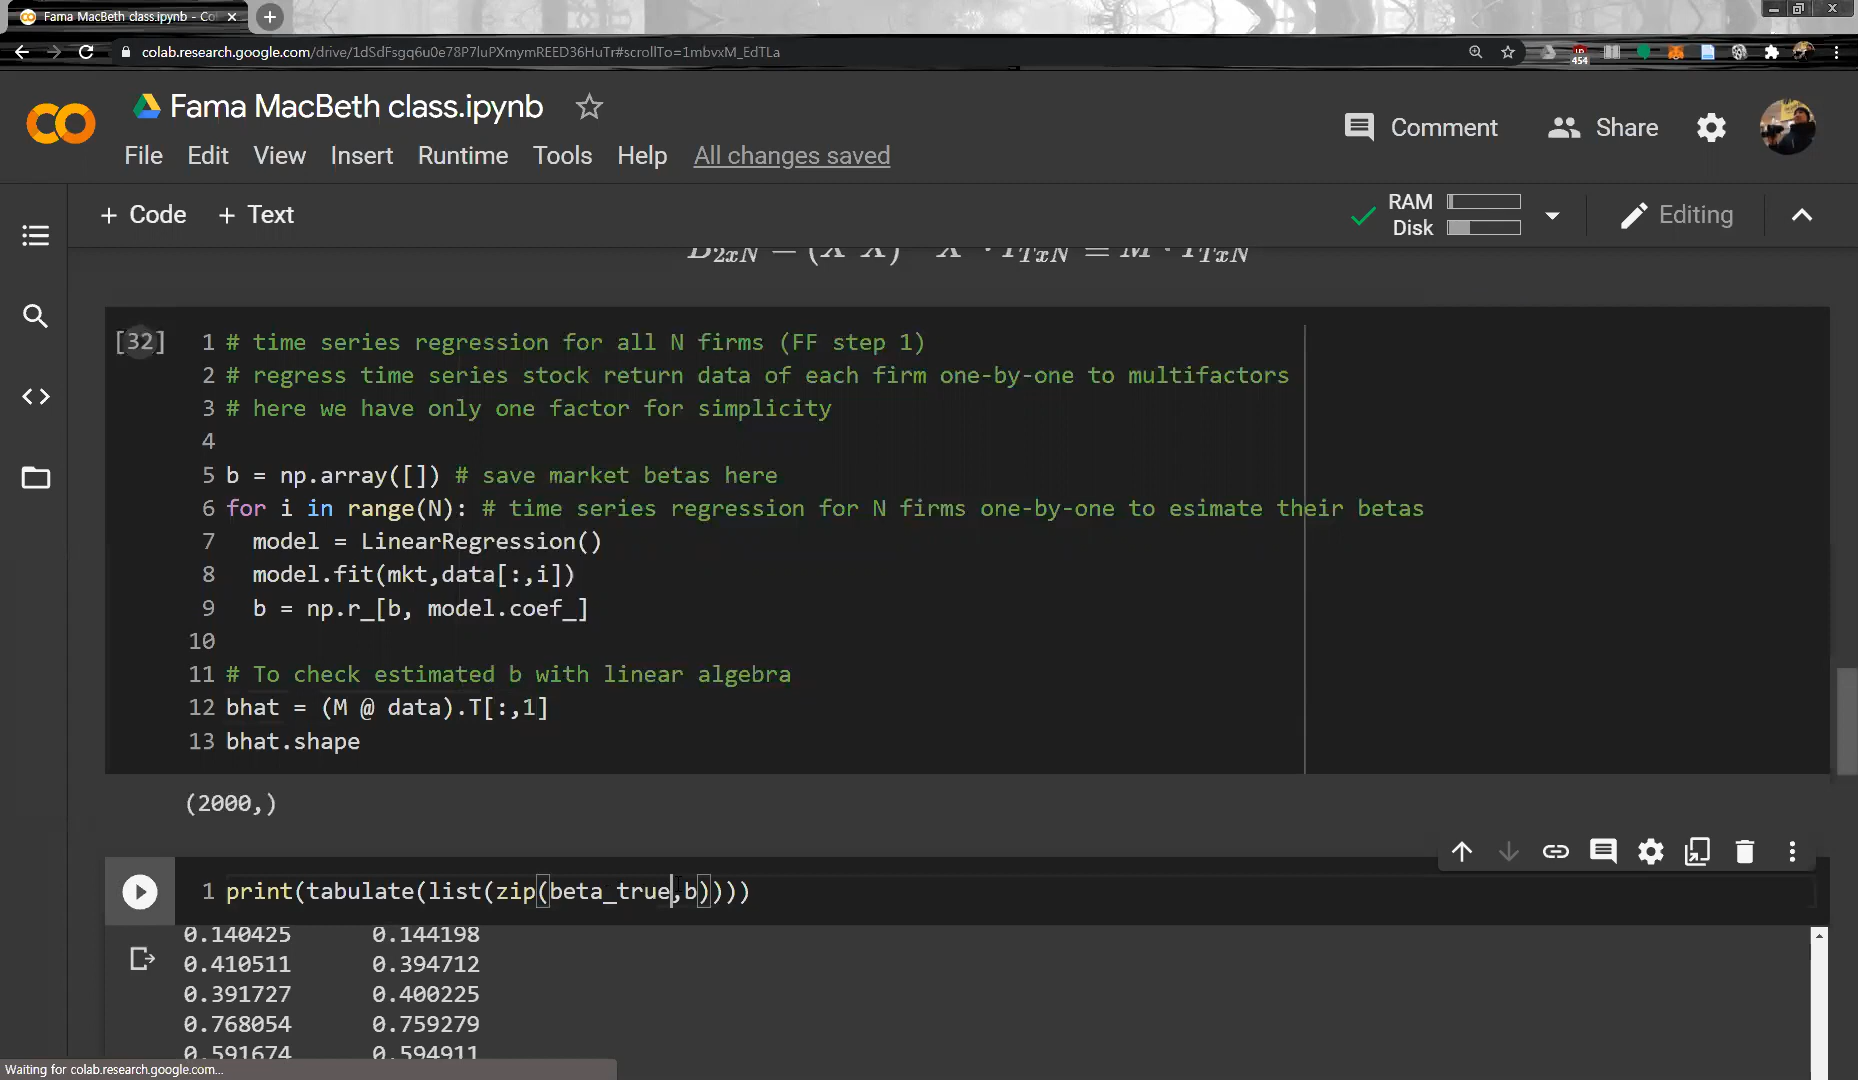 Fama MacBeth class.ipynb - Co
colab.research.google.com/drive/1dSdFsgq6u0e78P7luPXmymREED36HuTr#scrollTo=1mbvxM_EdTLa
454
Fama MacBeth class.ipynb
Comment
Share
File Edit View Insert Runtime Tools Help All changes saved
+ Code + Text
RAM
Disk
Editing
[32]
1 # time series regression for all N firms (FF step 1)
2 # regress time series stock return data of each firm one-by-one to multifactors
3 # here we have only one factor for simplicity
4
5 b = np.array([]) # save market betas here
6 for i in range(N): # time series regression for N firms one-by-one to esimate their betas
7 model = LinearRegression()
8 model.fit(mkt,data[:,i])
9 b = np.r_[b, model.coef_]
10
11 # To check estimated b with linear algebra
12 bhat = (M @ data).T[:,1]
13 bhat.shape
(2000,)
1 print(tabulate(list(zip(beta_true,b))))
0.140425 0.144198
0.410511 0.394712
0.391727 0.400225
0.768054 0.759279
0.591674 0.594911
Waiting for colab.research.google.com...